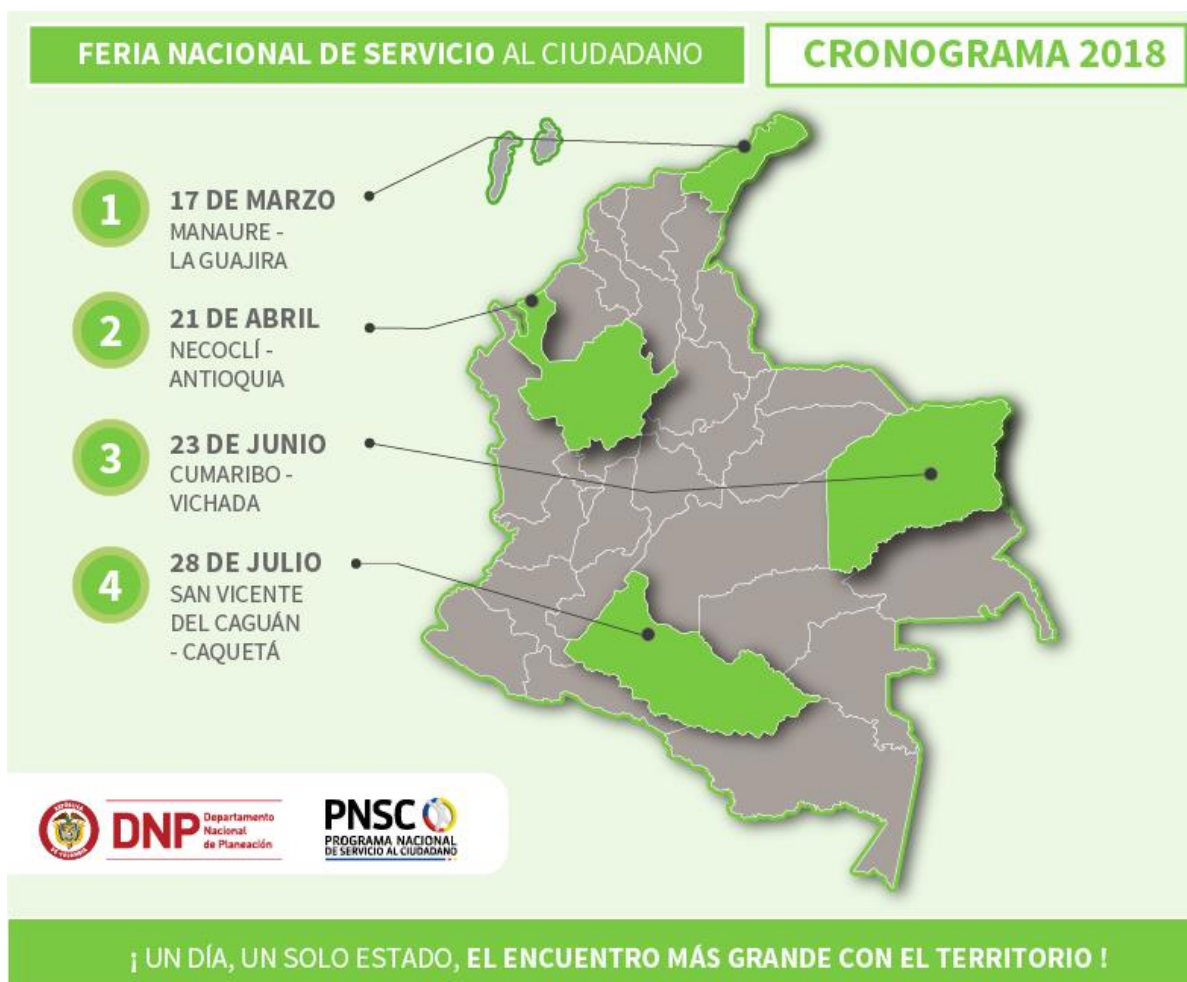 FERIA NACIONAL DE SERVICIO AL CIUDADANO
CRONOGRAMA 2018
1
17 DE MARZO
MANAURE -
LA GUAJIRA
2
21 DE ABRIL
NECOCLÍ -
ANTIOQUIA
3
23 DE JUNIO
CUMARIBO -
VICHADA
4
28 DE JULIO
SAN VICENTE
DEL CAGUÁN
- CAQUETÁ
REPÚBLICA
DE COLOMBIA
DNP
Departamento
Nacional
de Planeación
PNSC
PROGRAMA NACIONAL
DE SERVICIO AL CIUDADANO
¡ UN DÍA, UN SOLO ESTADO, EL ENCUENTRO MÁS GRANDE CON EL TERRITORIO !